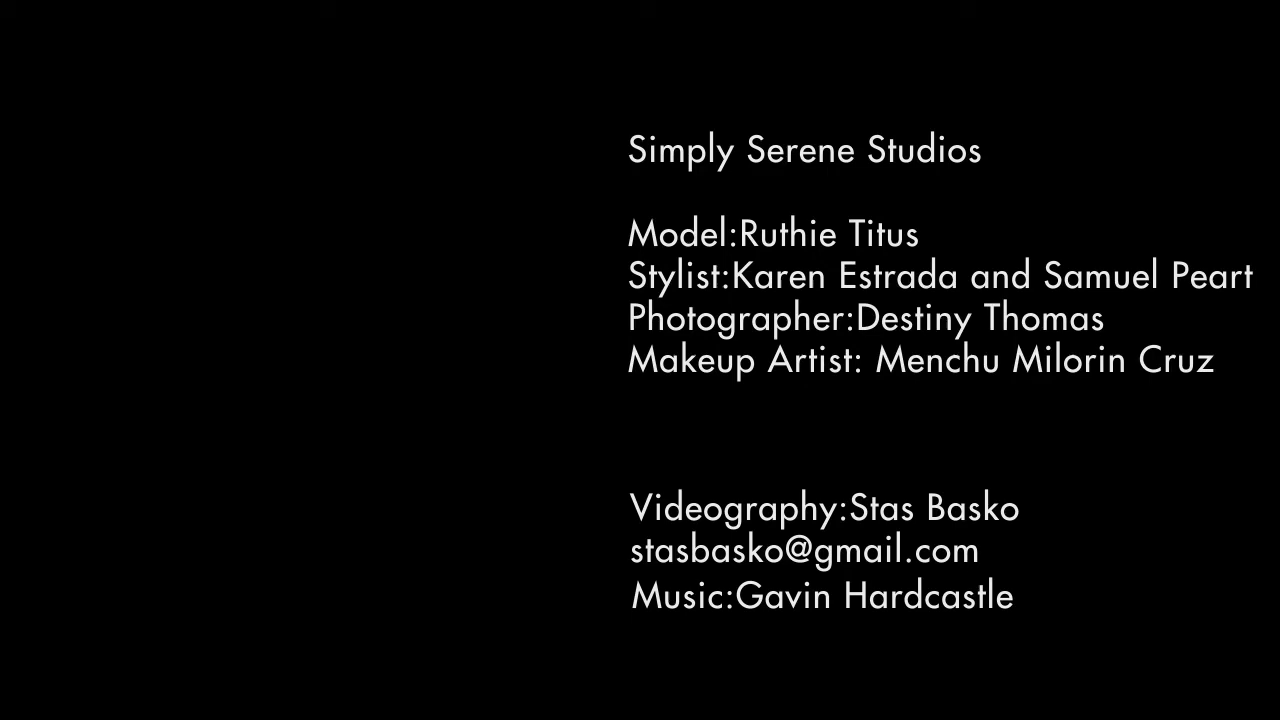 Simply Serene Studios
Model:Ruthie Titus
Stylist:Karen Estrada and Samuel Peart
Photographer:Destiny Thomas
Makeup Artist: Menchu Milorin Cruz
Videography:Stas Basko
stasbasko@gmail.com
Music:Gavin Hardcastle